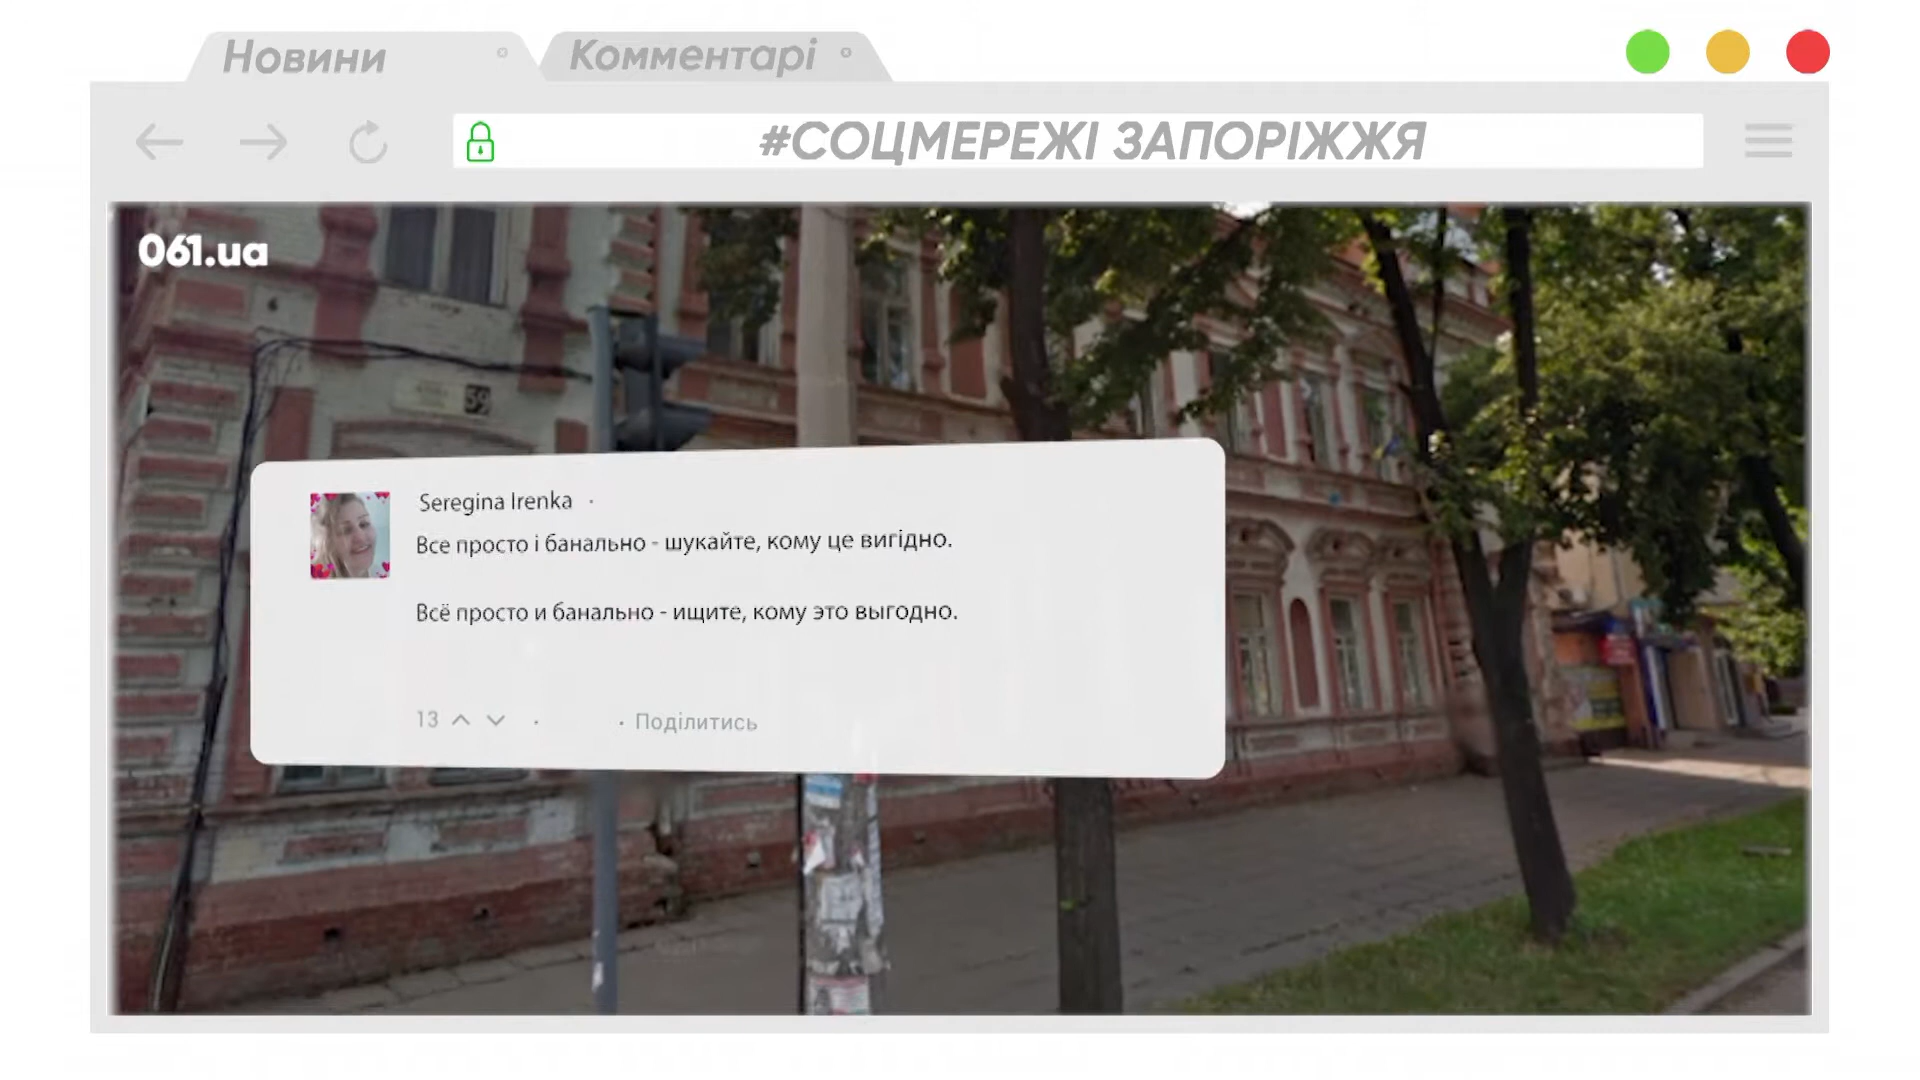 Новини
Комментарі
#СОЦМЕРЕЖІ ЗАПОРІЖЖЯ
061.ua
59
Seregina Irenka ·
Все просто і банально - шукайте, кому це вигідно.
Всё просто и банально - ищите, кому это выгодно.
13 · · Поділитись